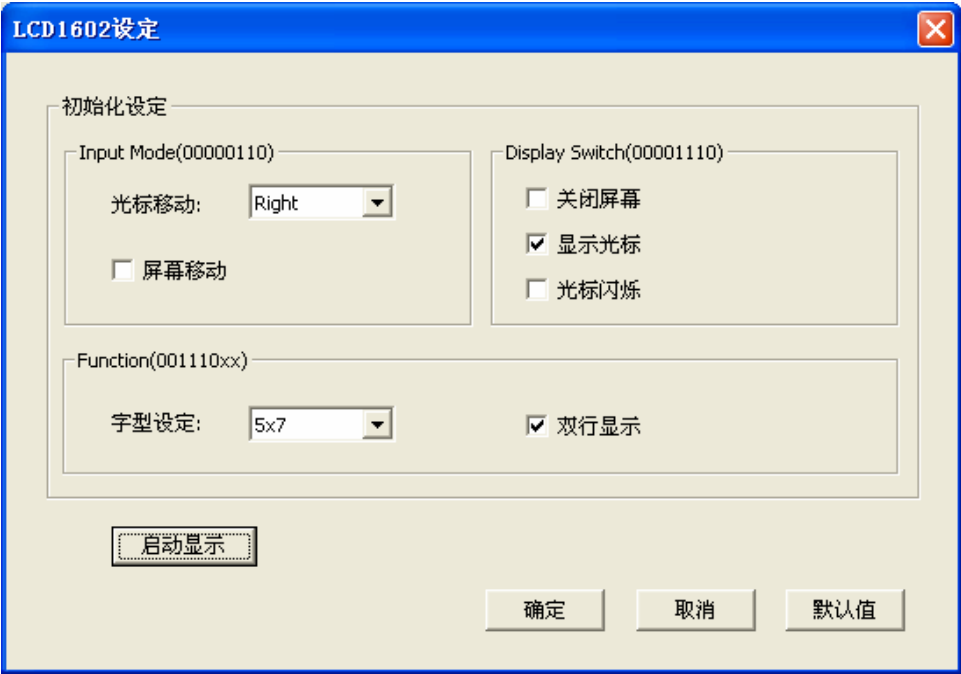 LCD1602设定
初始化设定
Input Mode(00000110)
光标移动: Right
屏幕移动
Display Switch(00001110)
关闭屏幕
显示光标
光标闪烁
Function(001110xx)
字型设定: 5x7
双行显示
启动显示
确定 取消 默认值